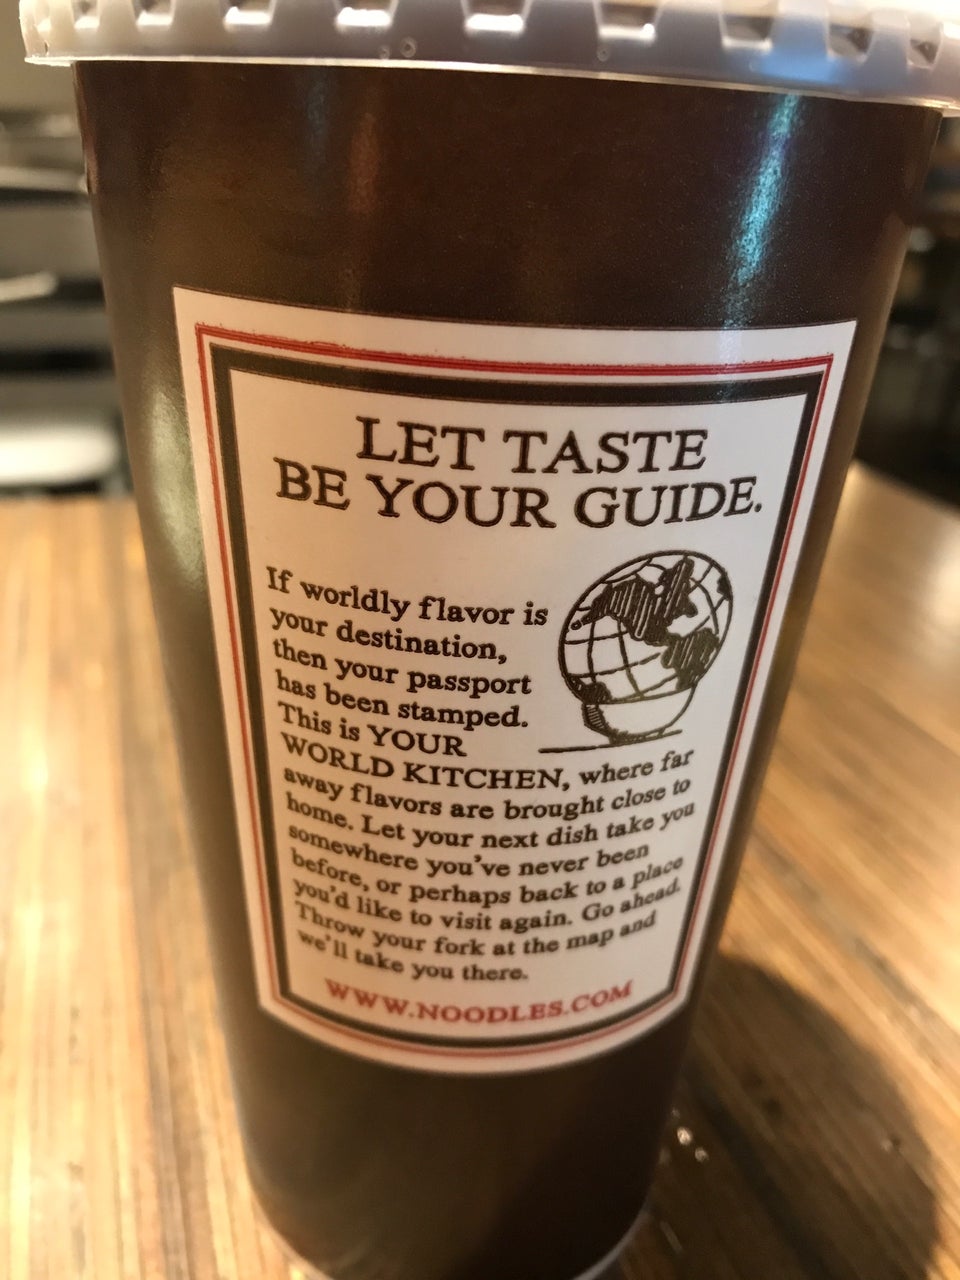 LET TASTE
BE YOUR GUIDE.
If worldly flavor is
your destination,
then your passport
has been stamped.
This is YOUR
WORLD KITCHEN, where far
away flavors are brought close to
home. Let your next dish take you
somewhere you've never been
before, or perhaps back to a place
you'd like to visit again. Go ahead.
Throw your fork at the map and
we'll take you there.
WWW.NOODLES.COM